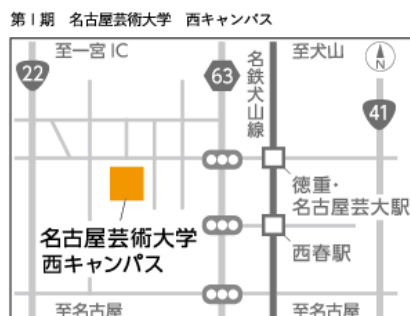 第Ⅰ期 名古屋芸術大学 西キャンパス
至一宮IC
至犬山
N
22
63
名鉄犬山線
41
徳重・
名古屋芸大駅
名古屋芸術大学
西キャンパス
西春駅
至名古屋
至名古屋